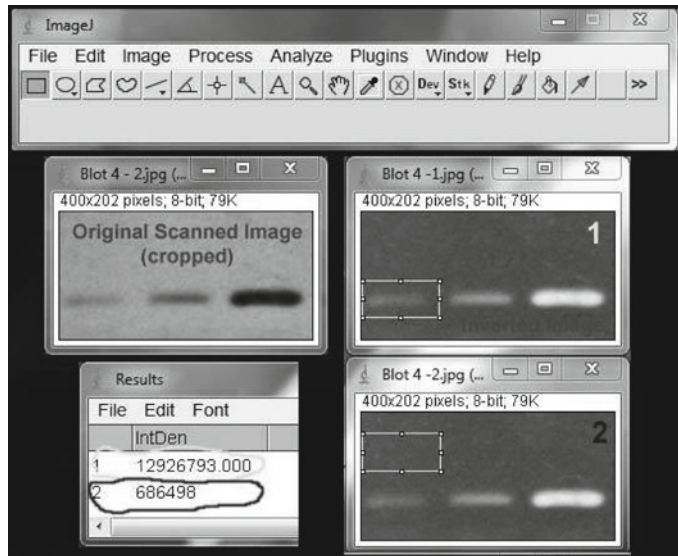 ImageJ
File Edit Image Process Analyze Plugins Window Help
Dev Stk >>
Blot 4 - 2.jpg (...
400x202 pixels; 8-bit; 79K
Original Scanned Image
(cropped)
Blot 4 -1.jpg (...
400x202 pixels; 8-bit; 79K
1
Inverted Image
Results
File Edit Font
IntDen
1 12926793.000
2 686498
Blot 4 -2.jpg (...
400x202 pixels; 8-bit; 79K
2